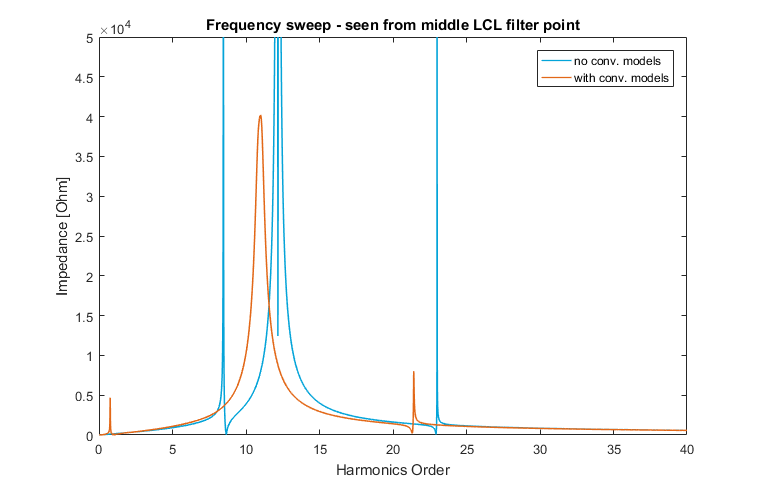 Frequency sweep - seen from middle LCL filter point
×10⁴
5
4.5
4
3.5
3
2.5
2
1.5
1
0.5
0
Impedance [Ohm]
no conv. models
with conv. models
0 5 10 15 20 25 30 35 40
Harmonics Order